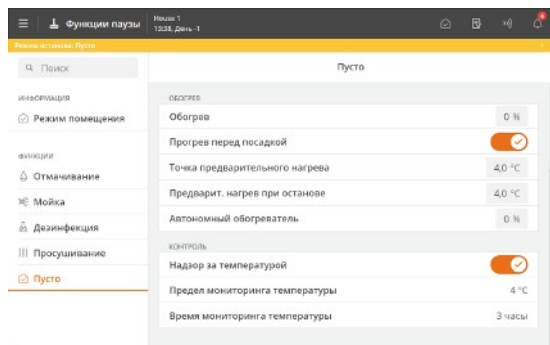 Функции паузы
House 1
13:38, День -1
4
Режим останова: Пусто
Поиск
Пусто
ИНФОРМАЦИЯ
Режим помещения
ФУНКЦИИ
Отмачивание
Мойка
Дезинфекция
Просушивание
Пусто
ОБОГРЕВ
Обогрев 0 %
Прогрев перед посадкой
Точка предварительного нагрева 4,0 °C
Предварит. нагрев при останове 4,0 °C
Автономный обогреватель 0 %
КОНТРОЛЬ
Надзор за температурой
Предел мониторинга температуры 4 °C
Время мониторинга температуры 3 часы